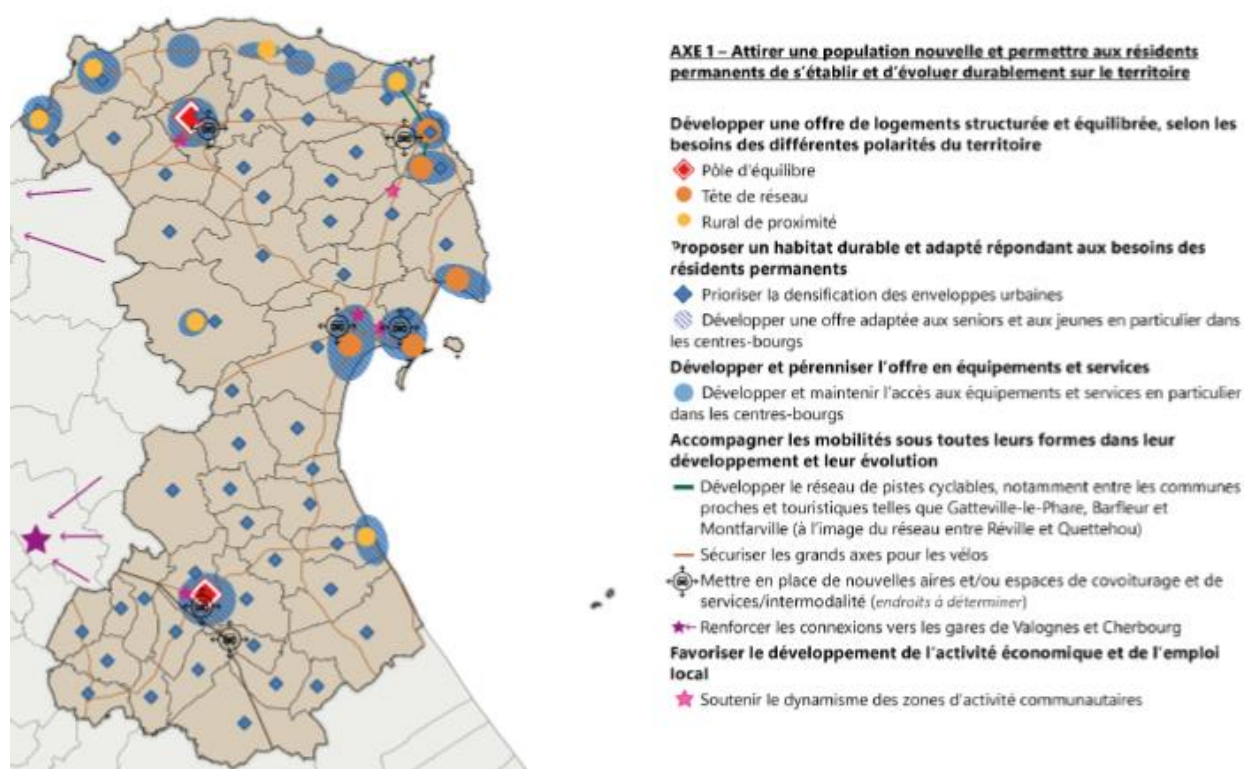 AXE 1 – Attirer une population nouvelle et permettre aux résidents
permanents de s'établir et d'évoluer durablement sur le territoire
Développer une offre de logements structurée et équilibrée, selon les
besoins des différentes polarités du territoire
Pôle d'équilibre
Tête de réseau
Rural de proximité
Proposer un habitat durable et adapté répondant aux besoins des
résidents permanents
Prioriser la densification des enveloppes urbaines
Développer une offre adaptée aux seniors et aux jeunes en particulier dans
les centres-bourgs
Développer et pérenniser l'offre en équipements et services
Développer et maintenir l'accès aux équipements et services en particulier
dans les centres-bourgs
Accompagner les mobilités sous toutes leurs formes dans leur
développement et leur évolution
Développer le réseau de pistes cyclables, notamment entre les communes
proches et touristiques telles que Gatteville-le-Phare, Barfleur et
Montfarville (à l'image du réseau entre Réville et Quettehou)
Sécuriser les grands axes pour les vélos
Mettre en place de nouvelles aires et/ou espaces de covoiturage et de
services/intermodalité (endroits à déterminer)
Renforcer les connexions vers les gares de Valognes et Cherbourg
Favoriser le développement de l'activité économique et de l'emploi
local
Soutenir le dynamisme des zones d'activité communautaires